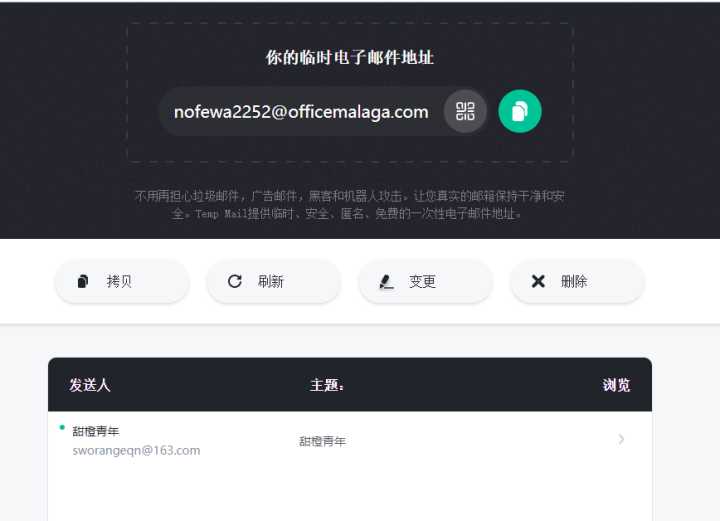 你的临时电子邮件地址
nofewa2252@officemalaga.com
不用再担心垃圾邮件，广告邮件，黑客和机器人攻击。让您真实的邮箱保持干净和安
全。Temp Mail提供临时、安全、匿名、免费的一次性电子邮件地址。
拷贝 刷新 变更 删除
发送人 主题： 浏览
甜橙青年
sworangeqn@163.com
甜橙青年